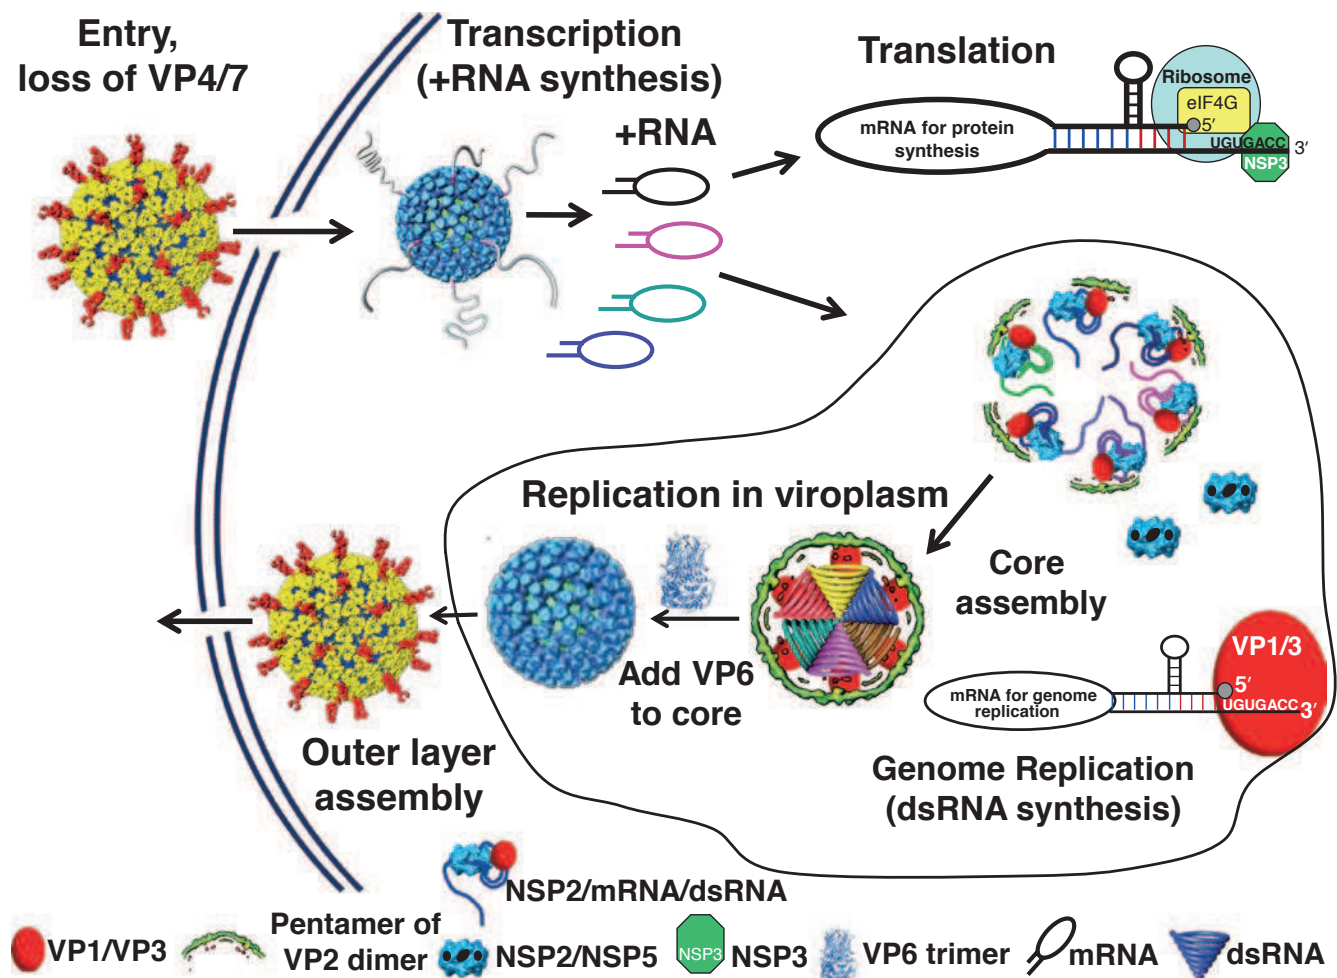 Entry,
loss of VP4/7
Transcription
(+RNA synthesis)
+RNA
Translation
Ribosome
eIF4G
5′
mRNA for protein
synthesis
UGUGACC
3′
NSP3
Replication in viroplasm
Core
assembly
Add VP6
to core
VP1/3
5′
mRNA for genome
replication
UGUGACC
3′
Genome Replication
(dsRNA synthesis)
Outer layer
assembly
NSP2/mRNA/dsRNA
VP1/VP3
Pentamer of
VP2 dimer
NSP2/NSP5
NSP3
NSP3
VP6 trimer
mRNA
dsRNA